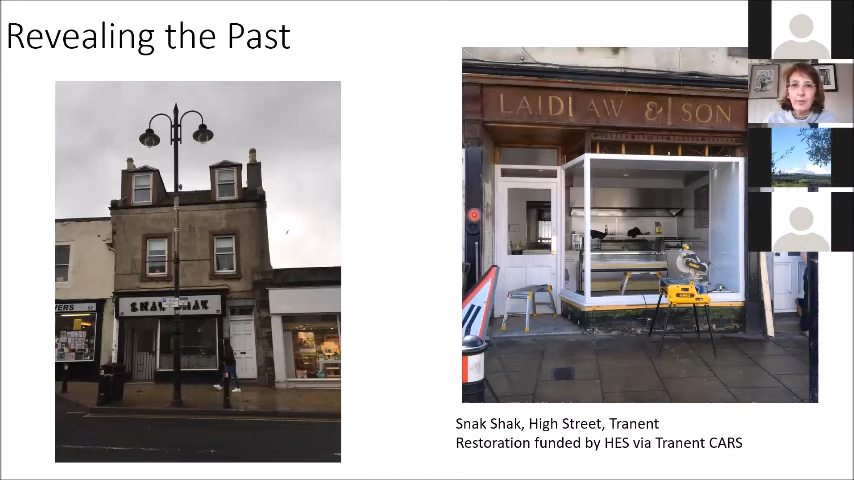 Revealing the Past
SNAK SHAK
LAIDLAW & SON
Snak Shak, High Street, Tranent
Restoration funded by HES via Tranent CARS